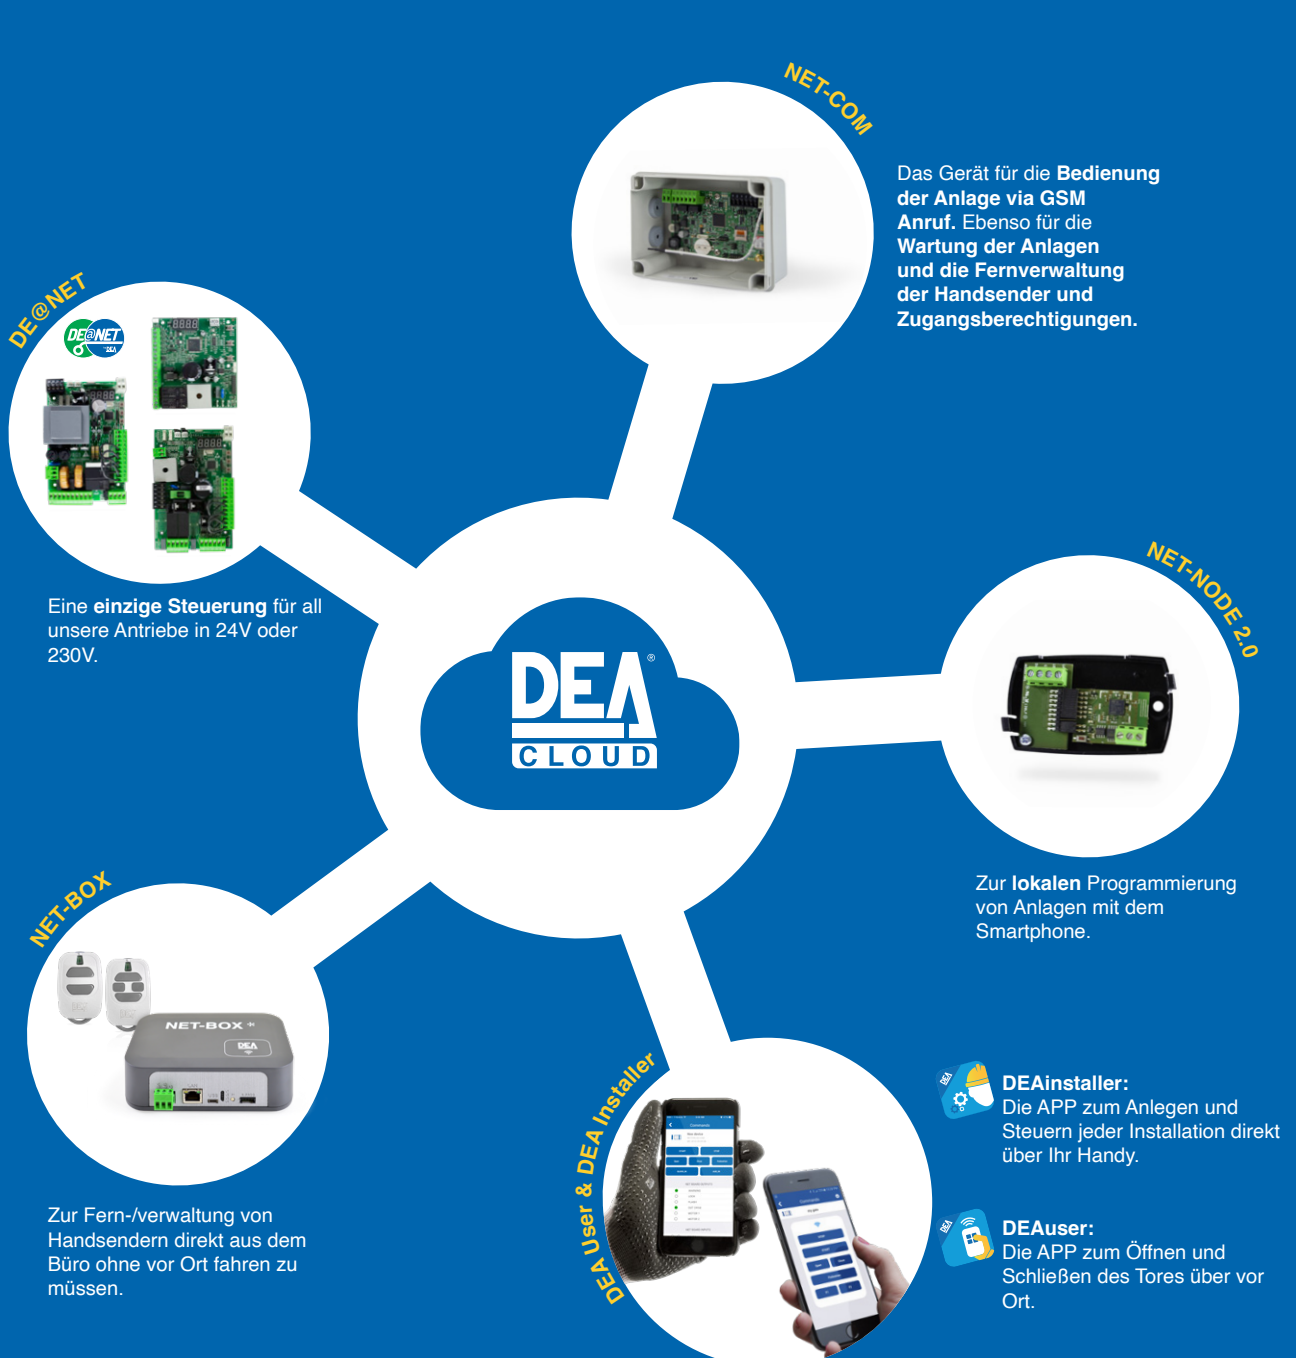 NET-COM
Das Gerät für die Bedienung
der Anlage via GSM
Anruf. Ebenso für die
Wartung der Anlagen
und die Fernverwaltung
der Handsender und
Zugangsberechtigungen.
DE@NET
DE@NET
Eine einzige Steuerung für all
unsere Antriebe in 24V oder
230V.
NET-NODE 2.0
DEA®
CLOUD
Zur lokalen Programmierung
von Anlagen mit dem
Smartphone.
NET-BOX
NET-BOX
DEA
Zur Fern-/verwaltung von
Handsendern direkt aus dem
Büro ohne vor Ort fahren zu
müssen.
DEA User & DEA Installer
Commands
Commands
DEA
DEAinstaller:
Die APP zum Anlegen und
Steuern jeder Installation direkt
über Ihr Handy.
DEA
DEAuser:
Die APP zum Öffnen und
Schließen des Tores über vor
Ort.